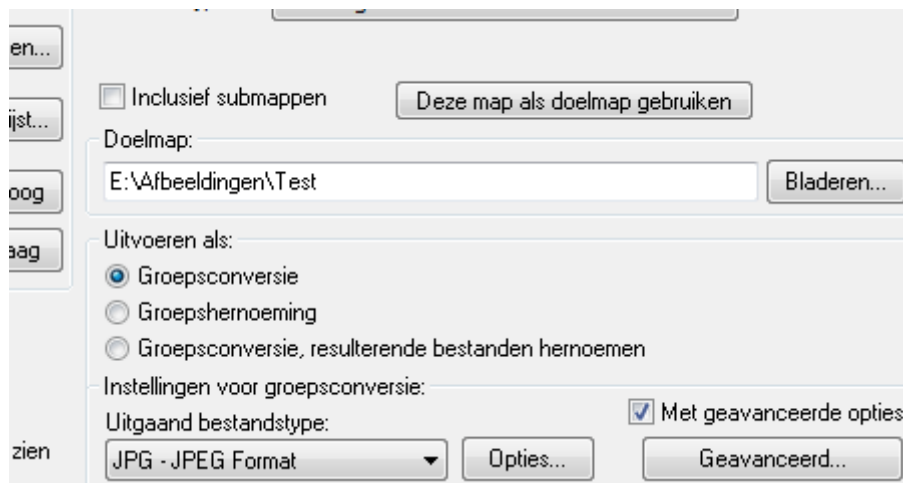 en...
Inclusief submappen
Deze map als doelmap gebruiken
ijst...
Doelmap:
E:\Afbeeldingen\Test
Bladeren...
oog
Uitvoeren als:
aag
Groepsconversie
Groepshernoeming
Groepsconversie, resulterende bestanden hernoemen
Instellingen voor groepsconversie:
Met geavanceerde opties
Uitgaand bestandstype:
zien
JPG - JPEG Format
Opties...
Geavanceerd...